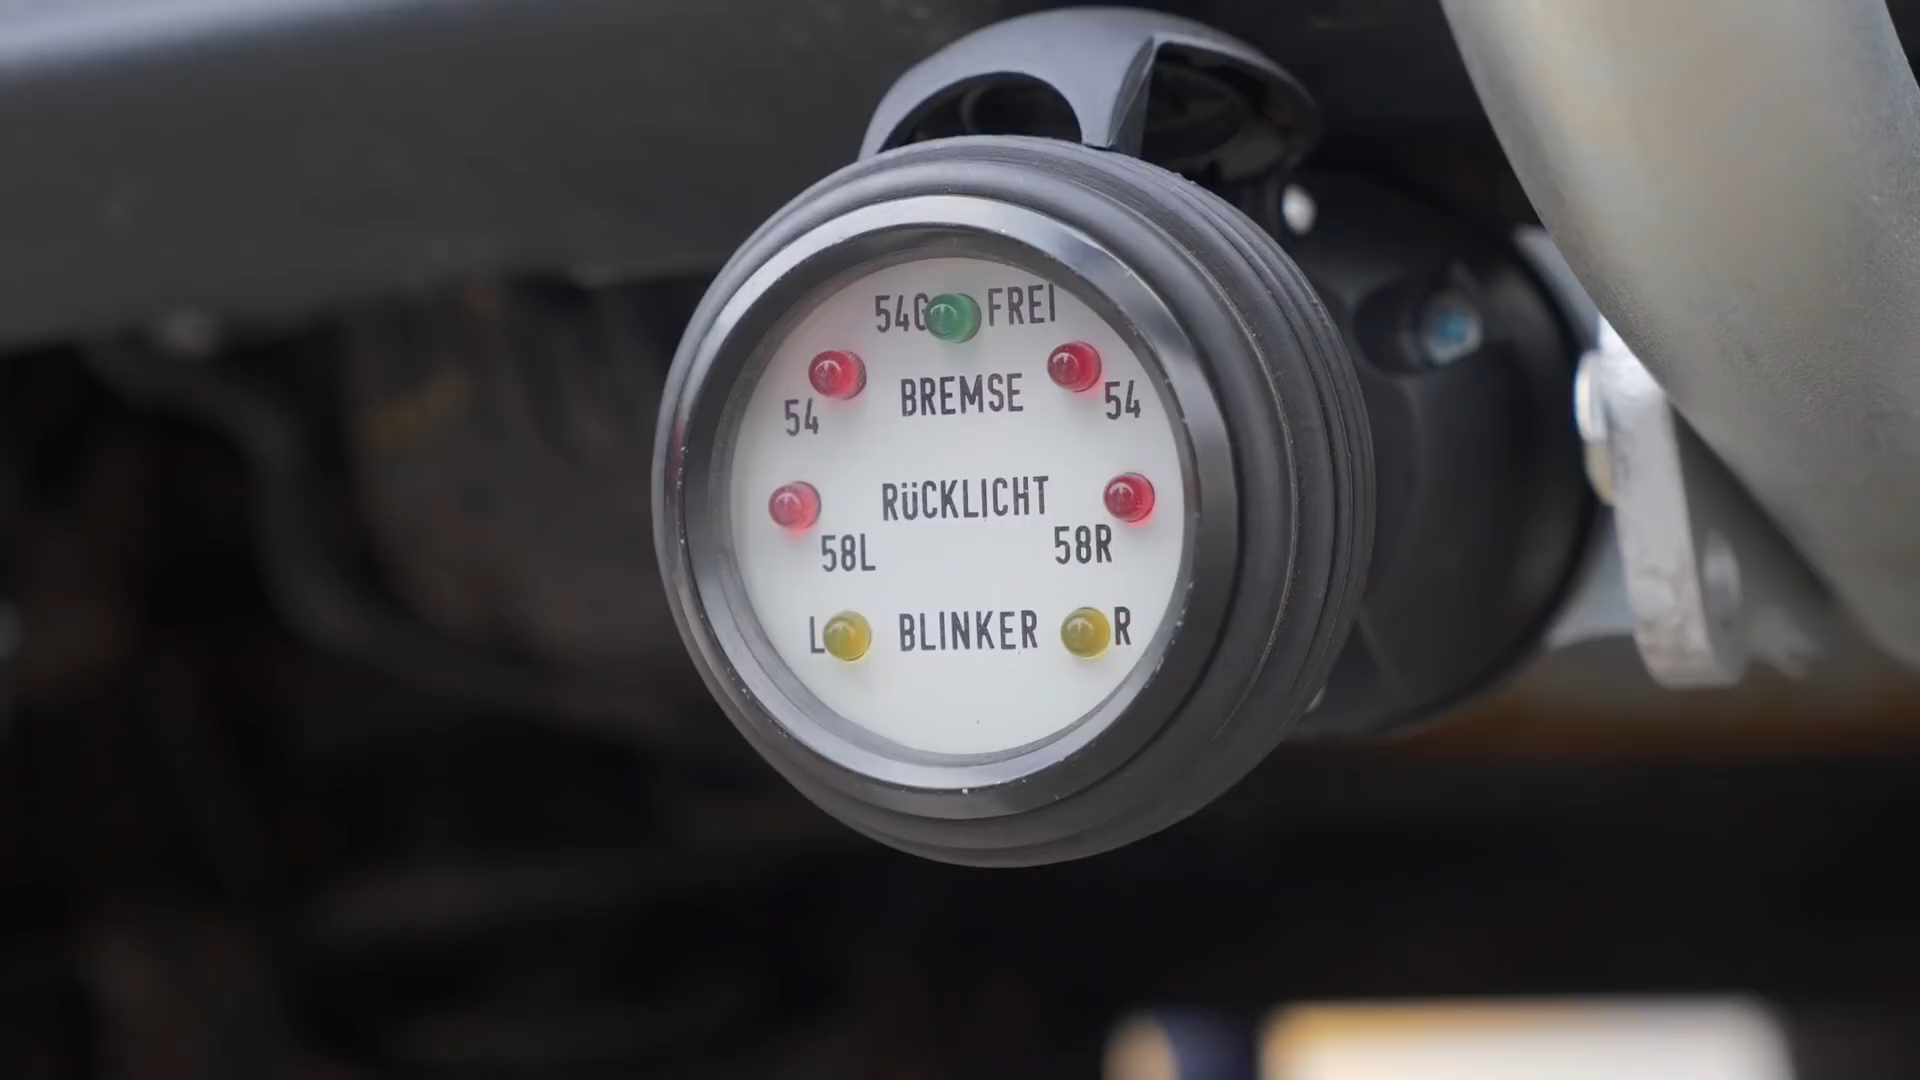 54G FREI
BREMSE
54 54
RÜCKLICHT
58L 58R
L BLINKER R